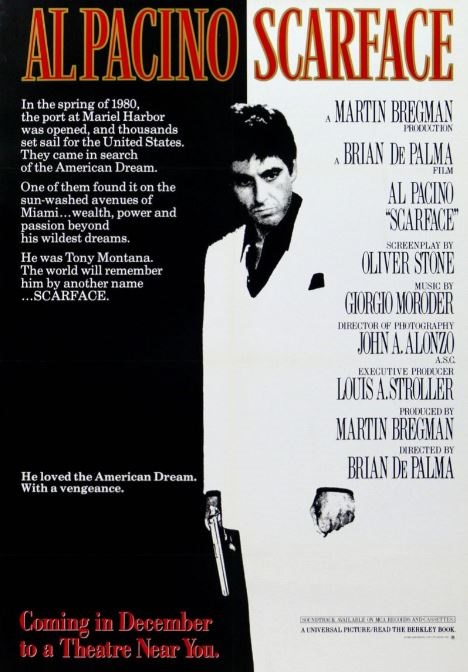 AL PACINO SCARFACE
In the spring of 1980,
the port at Mariel Harbor
was opened, and thousands
set sail for the United States.
They came in search
of the American Dream.
One of them found it on the
sun-washed avenues of
Miami...wealth, power and
passion beyond
his wildest dreams.
He was Tony Montana.
The world will remember
him by another name
...SCARFACE.
He loved the American Dream.
With a vengeance.
Coming in December
to a Theatre Near You.
A MARTIN BREGMAN
PRODUCTION
A BRIAN DE PALMA
FILM
AL PACINO
"SCARFACE"
SCREENPLAY BY
OLIVER STONE
MUSIC BY
GIORGIO MORODER
DIRECTOR OF PHOTOGRAPHY
JOHN A. ALONZO
A.S.C.
EXECUTIVE PRODUCER
LOUIS A. STROLLER
PRODUCED BY
MARTIN BREGMAN
DIRECTED BY
BRIAN DE PALMA
SOUNDTRACK AVAILABLE ON MCA RECORDS AND CASSETTES
A UNIVERSAL PICTURE/READ THE BERKLEY BOOK.